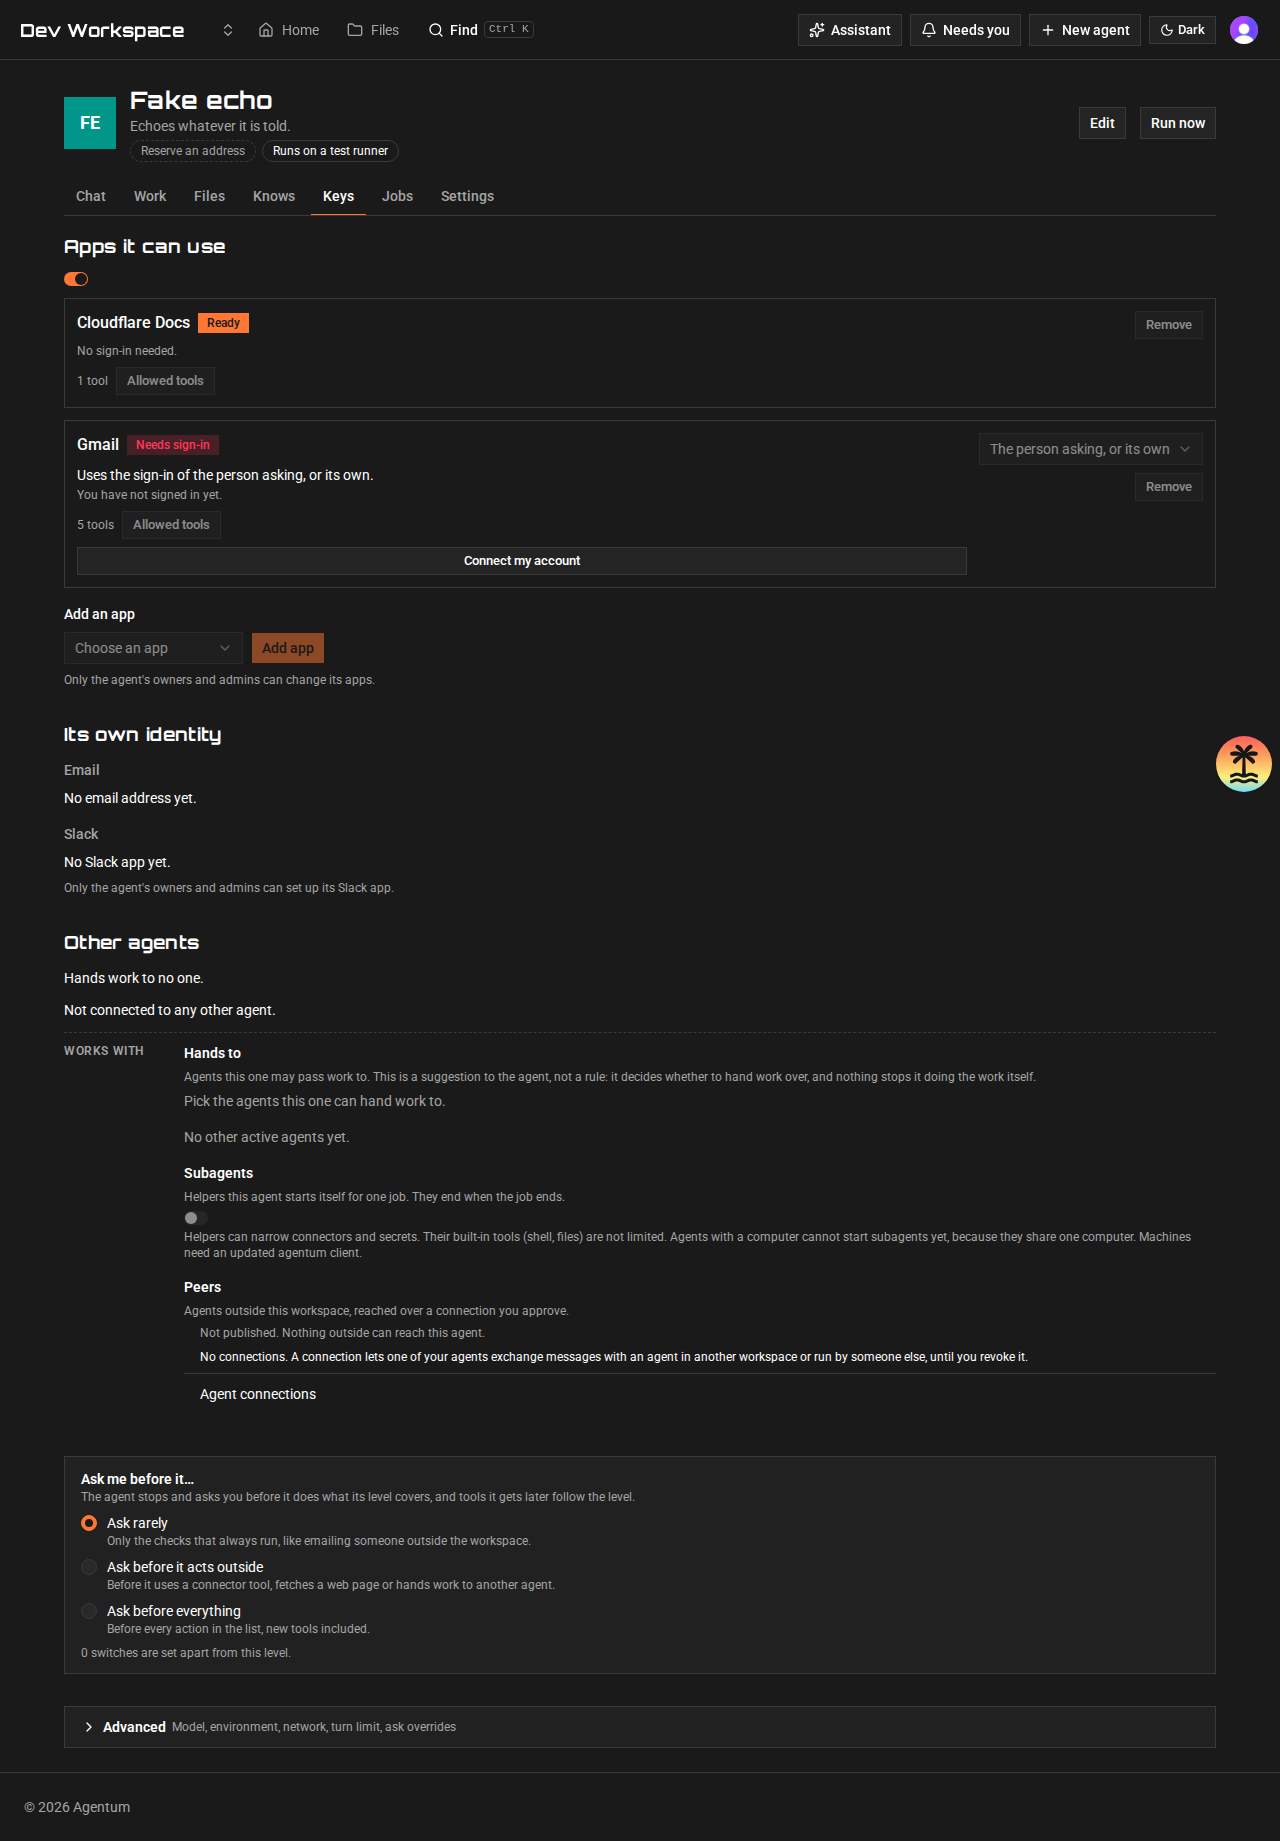 Dev Workspace
Home
Files
Find Ctrl K
Assistant
Needs you
New agent
Dark
FE
Fake echo
Echoes whatever it is told.
Reserve an address
Runs on a test runner
Edit
Run now
Chat
Work
Files
Knows
Keys
Jobs
Settings
Apps it can use
Cloudflare Docs Ready
Remove
No sign-in needed.
1 tool Allowed tools
Gmail Needs sign-in
The person asking, or its own
Uses the sign-in of the person asking, or its own.
Remove
You have not signed in yet.
5 tools Allowed tools
Connect my account
Add an app
Choose an app
Add app
Only the agent's owners and admins can change its apps.
Its own identity
Email
No email address yet.
Slack
No Slack app yet.
Only the agent's owners and admins can set up its Slack app.
Other agents
Hands work to no one.
Not connected to any other agent.
WORKS WITH
Hands to
Agents this one may pass work to. This is a suggestion to the agent, not a rule: it decides whether to hand work over, and nothing stops it doing the work itself.
Pick the agents this one can hand work to.
No other active agents yet.
Subagents
Helpers this agent starts itself for one job. They end when the job ends.
Helpers can narrow connectors and secrets. Their built-in tools (shell, files) are not limited. Agents with a computer cannot start subagents yet, because they share one computer. Machines
need an updated agentum client.
Peers
Agents outside this workspace, reached over a connection you approve.
Not published. Nothing outside can reach this agent.
No connections. A connection lets one of your agents exchange messages with an agent in another workspace or run by someone else, until you revoke it.
Agent connections
Ask me before it…
The agent stops and asks you before it does what its level covers, and tools it gets later follow the level.
Ask rarely
Only the checks that always run, like emailing someone outside the workspace.
Ask before it acts outside
Before it uses a connector tool, fetches a web page or hands work to another agent.
Ask before everything
Before every action in the list, new tools included.
0 switches are set apart from this level.
Advanced Model, environment, network, turn limit, ask overrides
© 2026 Agentum